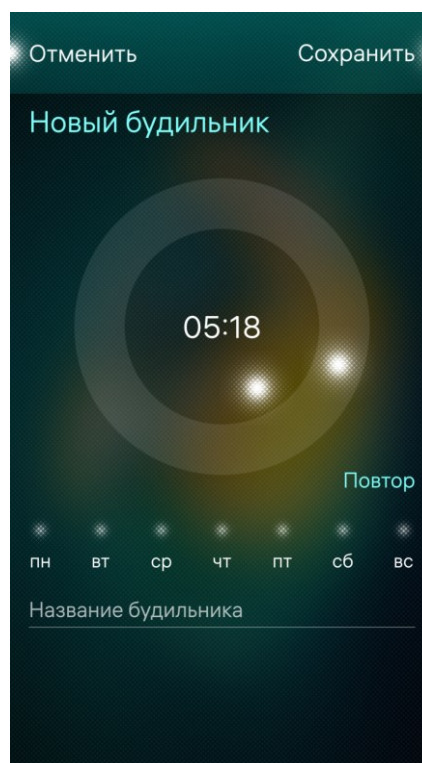 Отменить Сохранить
Новый будильник
05:18
Повтор
пн вт ср чт пт сб вс
Название будильника